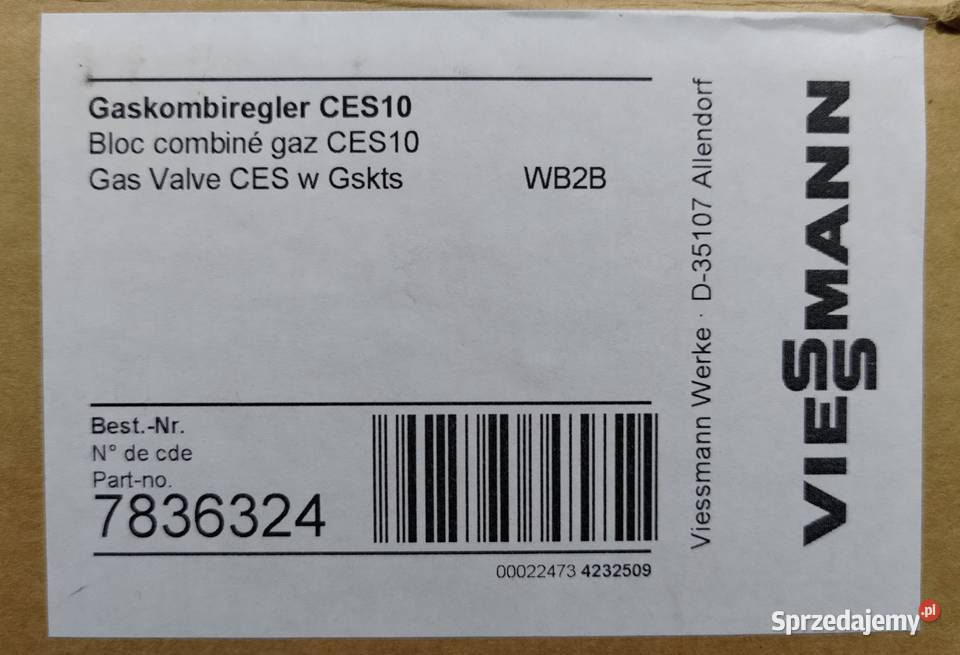 Gaskombiregler CES10
Bloc combiné gaz CES10
Gas Valve CES w Gskts WB2B
Best.-Nr.
N° de cde
Part-no.
7836324
00022473 4232509
Viessmann Werke · D-35107 Allendorf
VIESSMANN
Sprzedajemy.pl